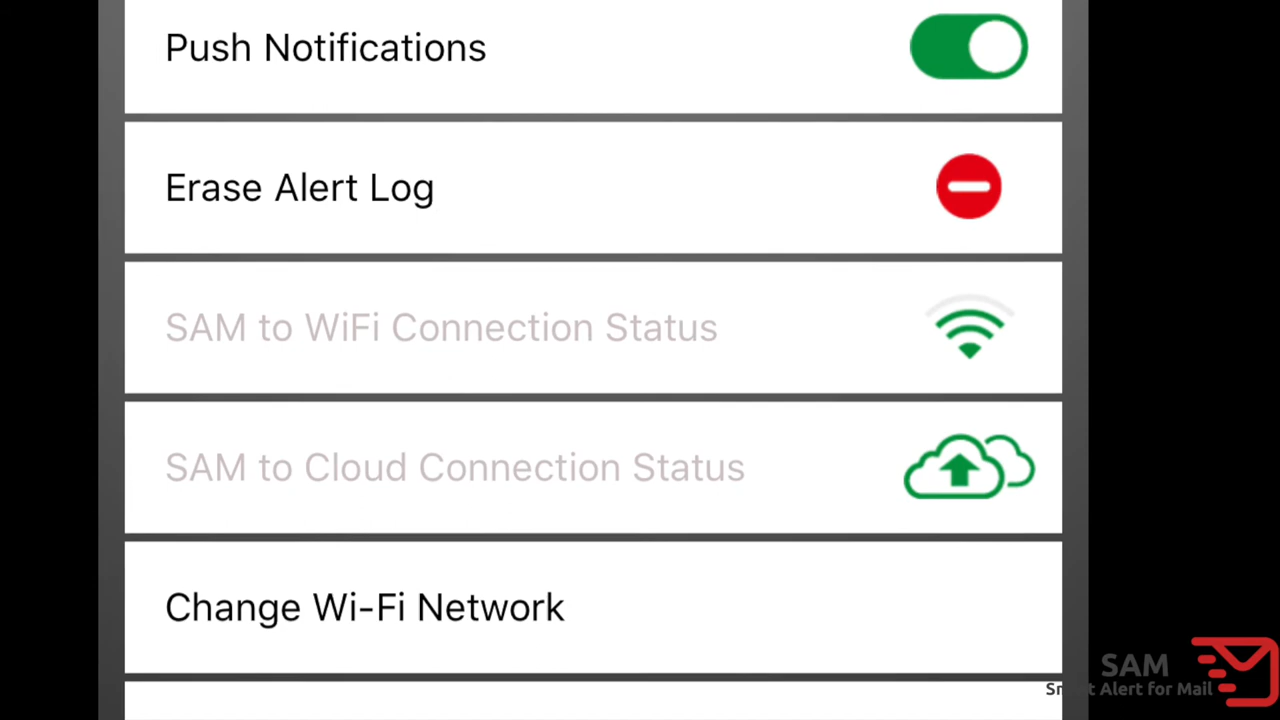 Push Notifications
Erase Alert Log
SAM to WiFi Connection Status
SAM to Cloud Connection Status
Change Wi-Fi Network
SAM
Alert for Mail